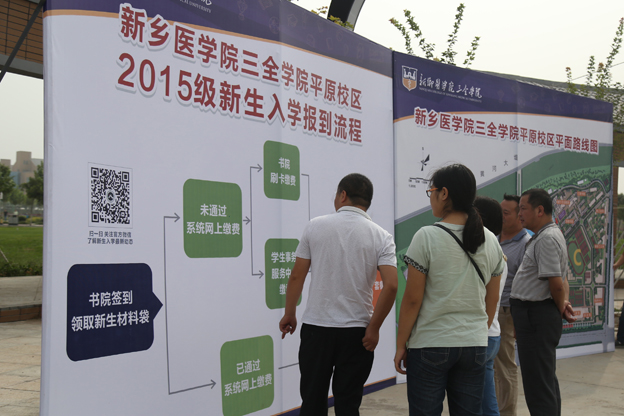 新乡医学院三全学院平原校区
2015级新生入学报到流程
扫一扫 关注官方微信
了解新生入学最新动态
书院签到
领取新生材料袋
未通过
系统网上缴费
书院
刷卡缴费
学生事务
服务中
缴
已通过
系统网上缴费
新乡医学院三全学院
新乡医学院三全学院平原校区平面路线图